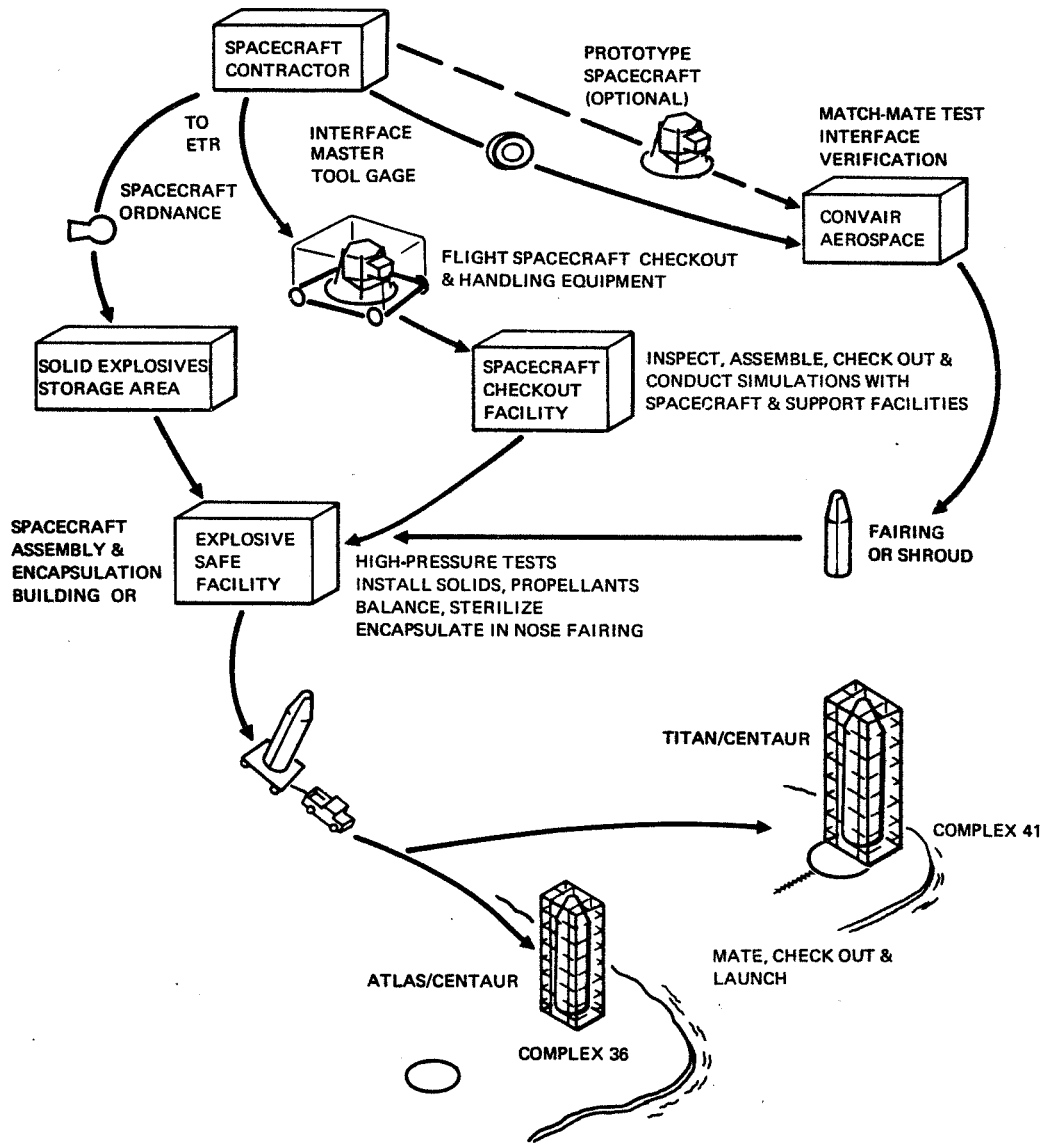 SPACECRAFT
CONTRACTOR
PROTOTYPE
SPACECRAFT
(OPTIONAL)
TO
ETR
INTERFACE
MASTER
TOOL GAGE
MATCH-MATE TEST
INTERFACE
VERIFICATION
SPACECRAFT
ORDNANCE
CONVAIR
AEROSPACE
FLIGHT SPACECRAFT CHECKOUT
& HANDLING EQUIPMENT
SOLID EXPLOSIVES
STORAGE AREA
SPACECRAFT
CHECKOUT
FACILITY
INSPECT, ASSEMBLE, CHECK OUT &
CONDUCT SIMULATIONS WITH
SPACECRAFT & SUPPORT FACILITIES
SPACECRAFT
ASSEMBLY &
ENCAPSULATION
BUILDING OR
EXPLOSIVE
SAFE
FACILITY
FAIRING
OR SHROUD
HIGH-PRESSURE TESTS
INSTALL SOLIDS, PROPELLANTS
BALANCE, STERILIZE
ENCAPSULATE IN NOSE FAIRING
TITAN/CENTAUR
COMPLEX 41
MATE, CHECK OUT &
LAUNCH
ATLAS/CENTAUR
COMPLEX 36